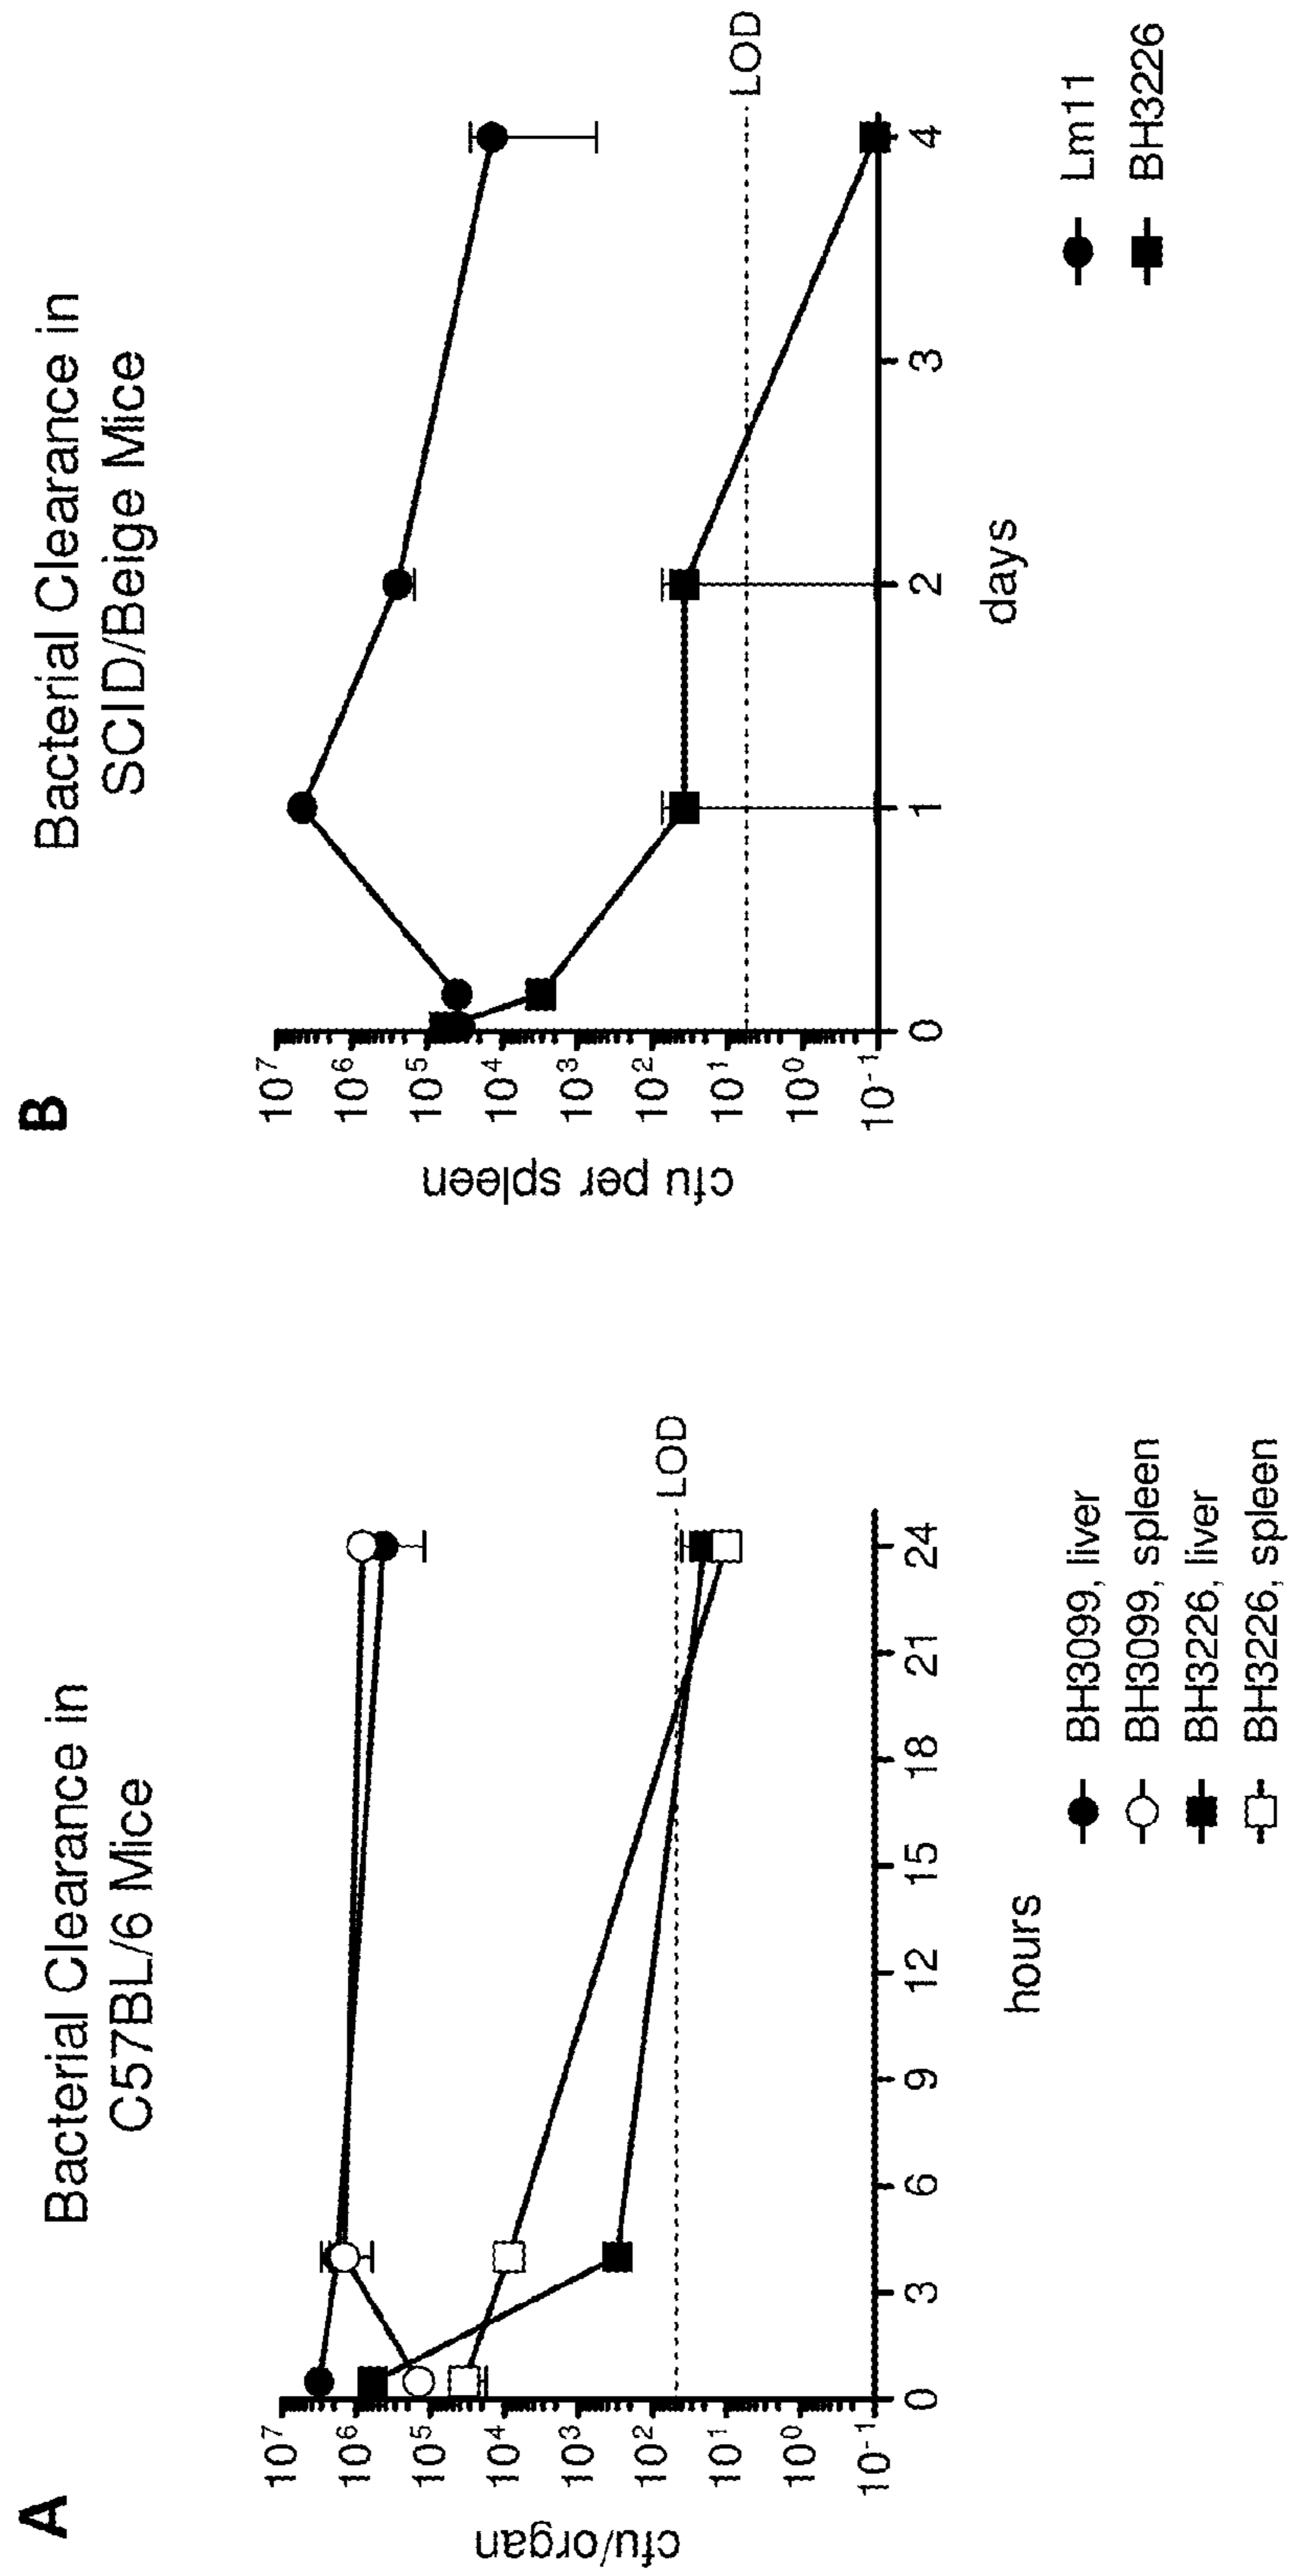 A
Bacterial Clearance in
C57BL/6 Mice
cfu/organ
10⁷
10⁶
10⁵
10⁴
10³
10²
10¹
10⁰
10⁻¹
LOD
0 3 6 9 12 15 18 21 24
hours
BH3099, liver
BH3099, spleen
BH3226, liver
BH3226, spleen
B
Bacterial Clearance in
SCID/Beige Mice
cfu per spleen
10⁷
10⁶
10⁵
10⁴
10³
10²
10¹
10⁰
10⁻¹
LOD
0 1 2 3 4
days
Lm11
BH3226